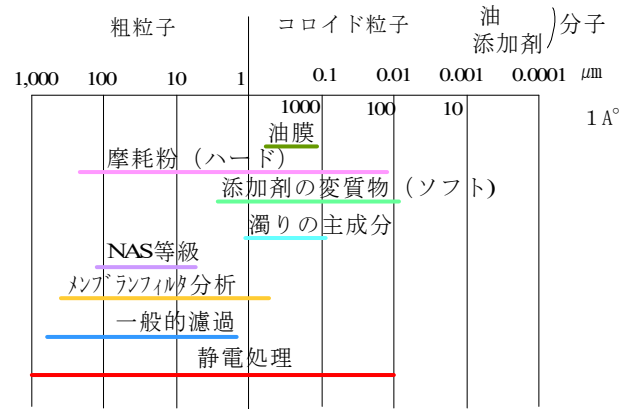 粗粒子 コロイド粒子 油 添加剤 )分子
1,000 100 10 1 0.1 0.01 0.001 0.0001 μm
1000 100 10 1A°
油膜
摩耗粉（ハード）
添加剤の変質物（ソフト)
濁りの主成分
NAS等級
ﾒﾝﾌﾞﾗﾝﾌｨﾙﾀ分析
一般的濾過
静電処理